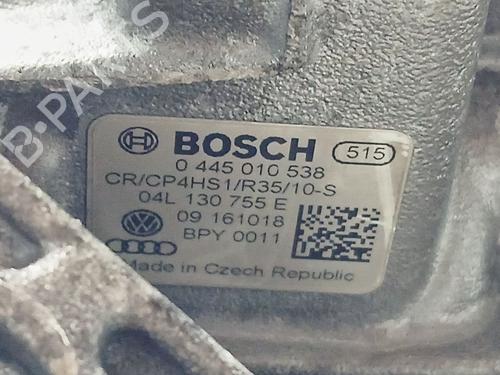 BOSCH 515
0 445 010 538
CR/CP4HS1/R35/10-S
04L 130 755 E
09 161018
BPY 0011
Made in Czech Republic
B-PARTS